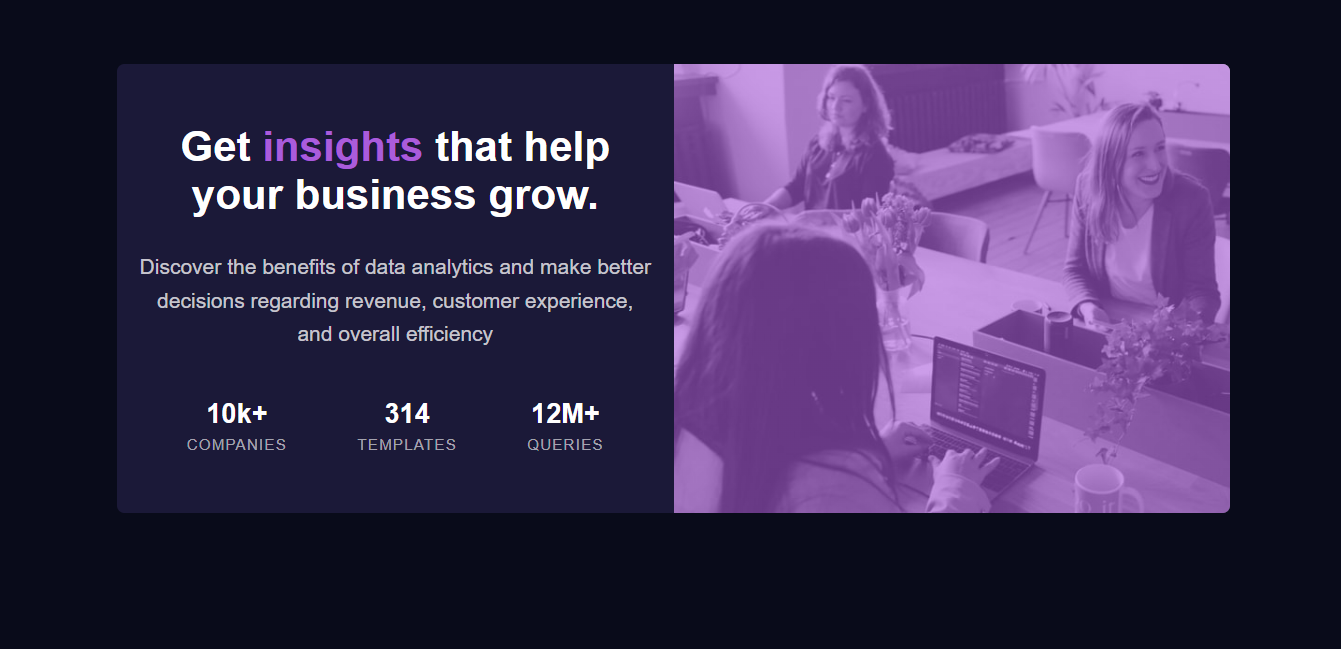 Get insights that help
your business grow.
Discover the benefits of data analytics and make better
decisions regarding revenue, customer experience,
and overall efficiency
10k+ 314 12M+
COMPANIES TEMPLATES QUERIES